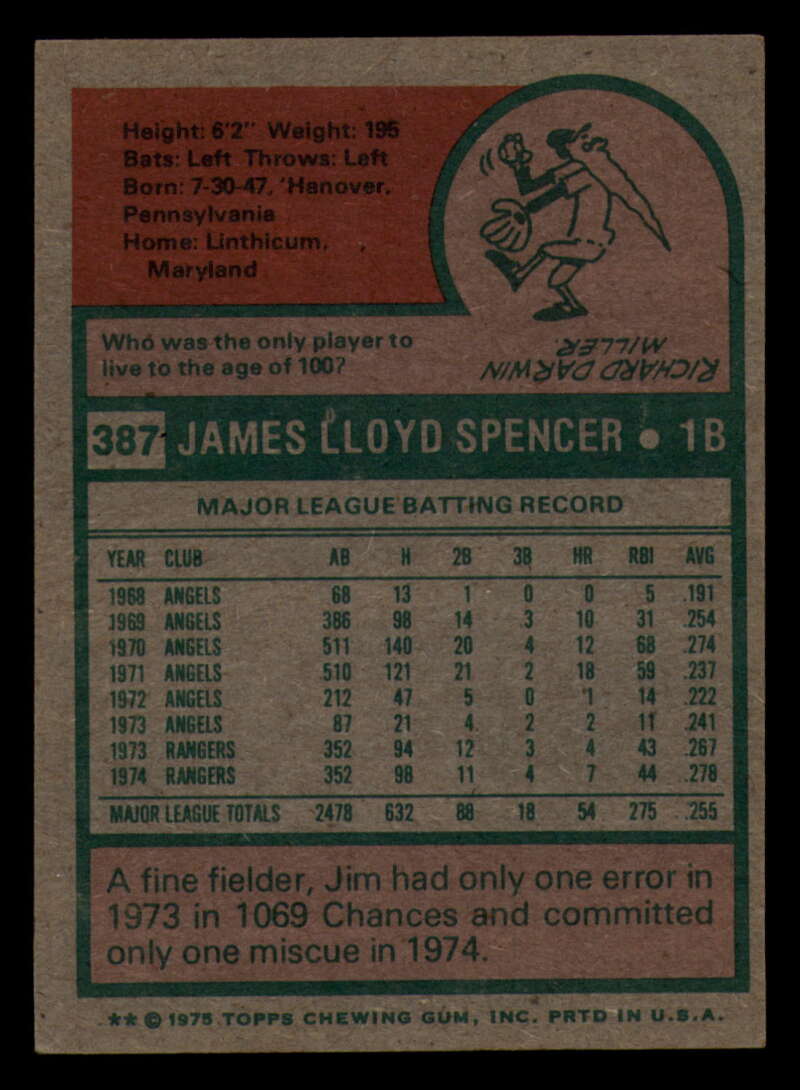 Height: 6'2" Weight: 195
Bats: Left Throws: Left
Born: 7-30-47, Hanover,
Pennsylvania
Home: Linthicum,
Maryland
Who was the only player to
live to the age of 100?
RICHARD DARWIN
MILLER.
387 JAMES LLOYD SPENCER • 1B
MAJOR LEAGUE BATTING RECORD
YEAR CLUB AB H 2B 3B HR RBI AVG
1968 ANGELS 68 13 1 0 0 5 .191
1969 ANGELS 386 98 14 3 10 31 .254
1970 ANGELS 511 140 20 4 12 68 .274
1971 ANGELS 510 121 21 2 18 59 .237
1972 ANGELS 212 47 5 0 1 14 .222
1973 ANGELS 87 21 4 2 2 11 .241
1973 RANGERS 352 94 12 3 4 43 .267
1974 RANGERS 352 98 11 4 7 44 .278
MAJOR LEAGUE TOTALS 2478 632 88 18 54 275 .255
A fine fielder, Jim had only one error in
1973 in 1069 Chances and committed
only one miscue in 1974.
** © 1975 TOPPS CHEWING GUM, INC. PRTD IN U.S.A.